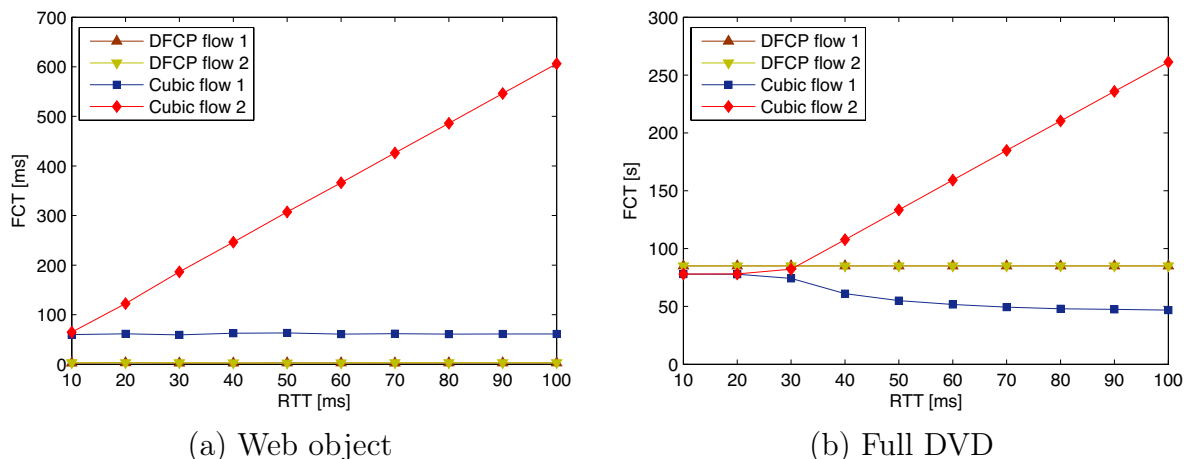 700
600
500
400
300
200
100
0
FCT [ms]
DFCP flow 1
DFCP flow 2
Cubic flow 1
Cubic flow 2
10 20 30 40 50 60 70 80 90 100
RTT [ms]
(a) Web object
300
250
200
150
100
50
0
FCT [s]
DFCP flow 1
DFCP flow 2
Cubic flow 1
Cubic flow 2
10 20 30 40 50 60 70 80 90 100
RTT [ms]
(b) Full DVD